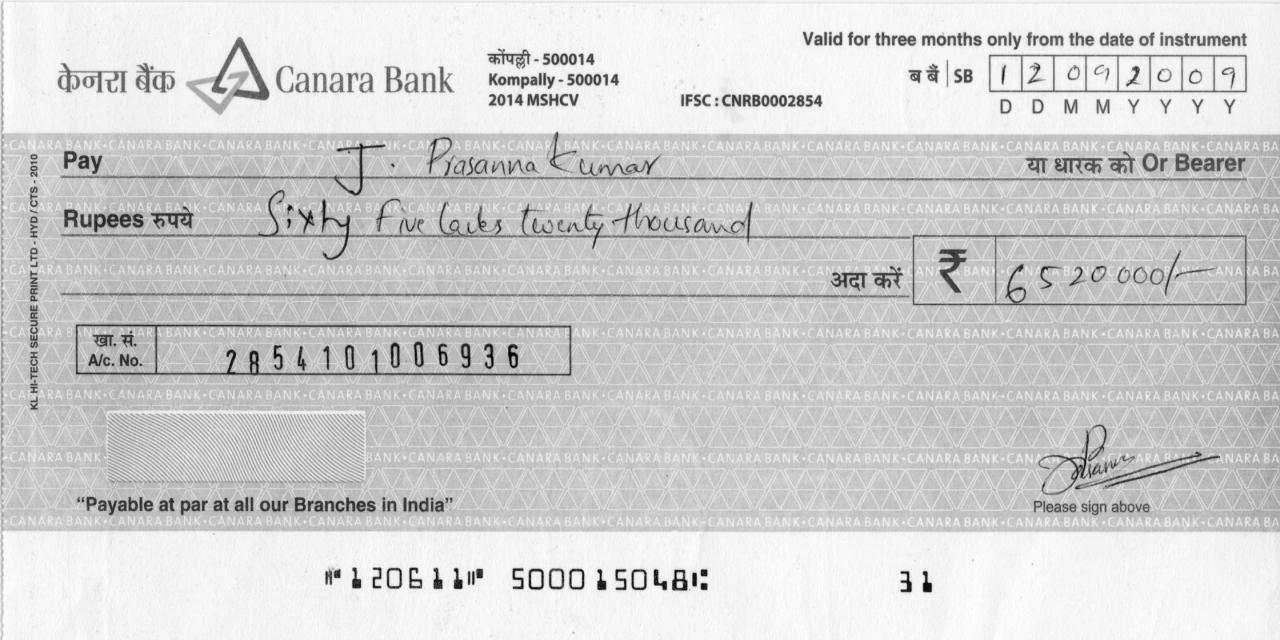 Valid for three months only from the date of instrument
केनरा बैंक Canara Bank
कोंपल्ली - 500014
Kompally - 500014
2014 MSHCV
IFSC : CNRB0002854
ब बैं SB 1 2 0 9 2 0 0 9
D D M M Y Y Y Y
Pay J. Prasanna Kumar या धारक को Or Bearer
Rupees रुपये Sixty five lacks twenty thousand
अदा करें ₹ 6520000/-
खा. सं.
A/c. No. 2854101006936
KL HI-TECH SECURE PRINT LTD - HYD / CTS - 2010
"Payable at par at all our Branches in India"
Please sign above
⑈120611⑈ 500015048⑆ 31